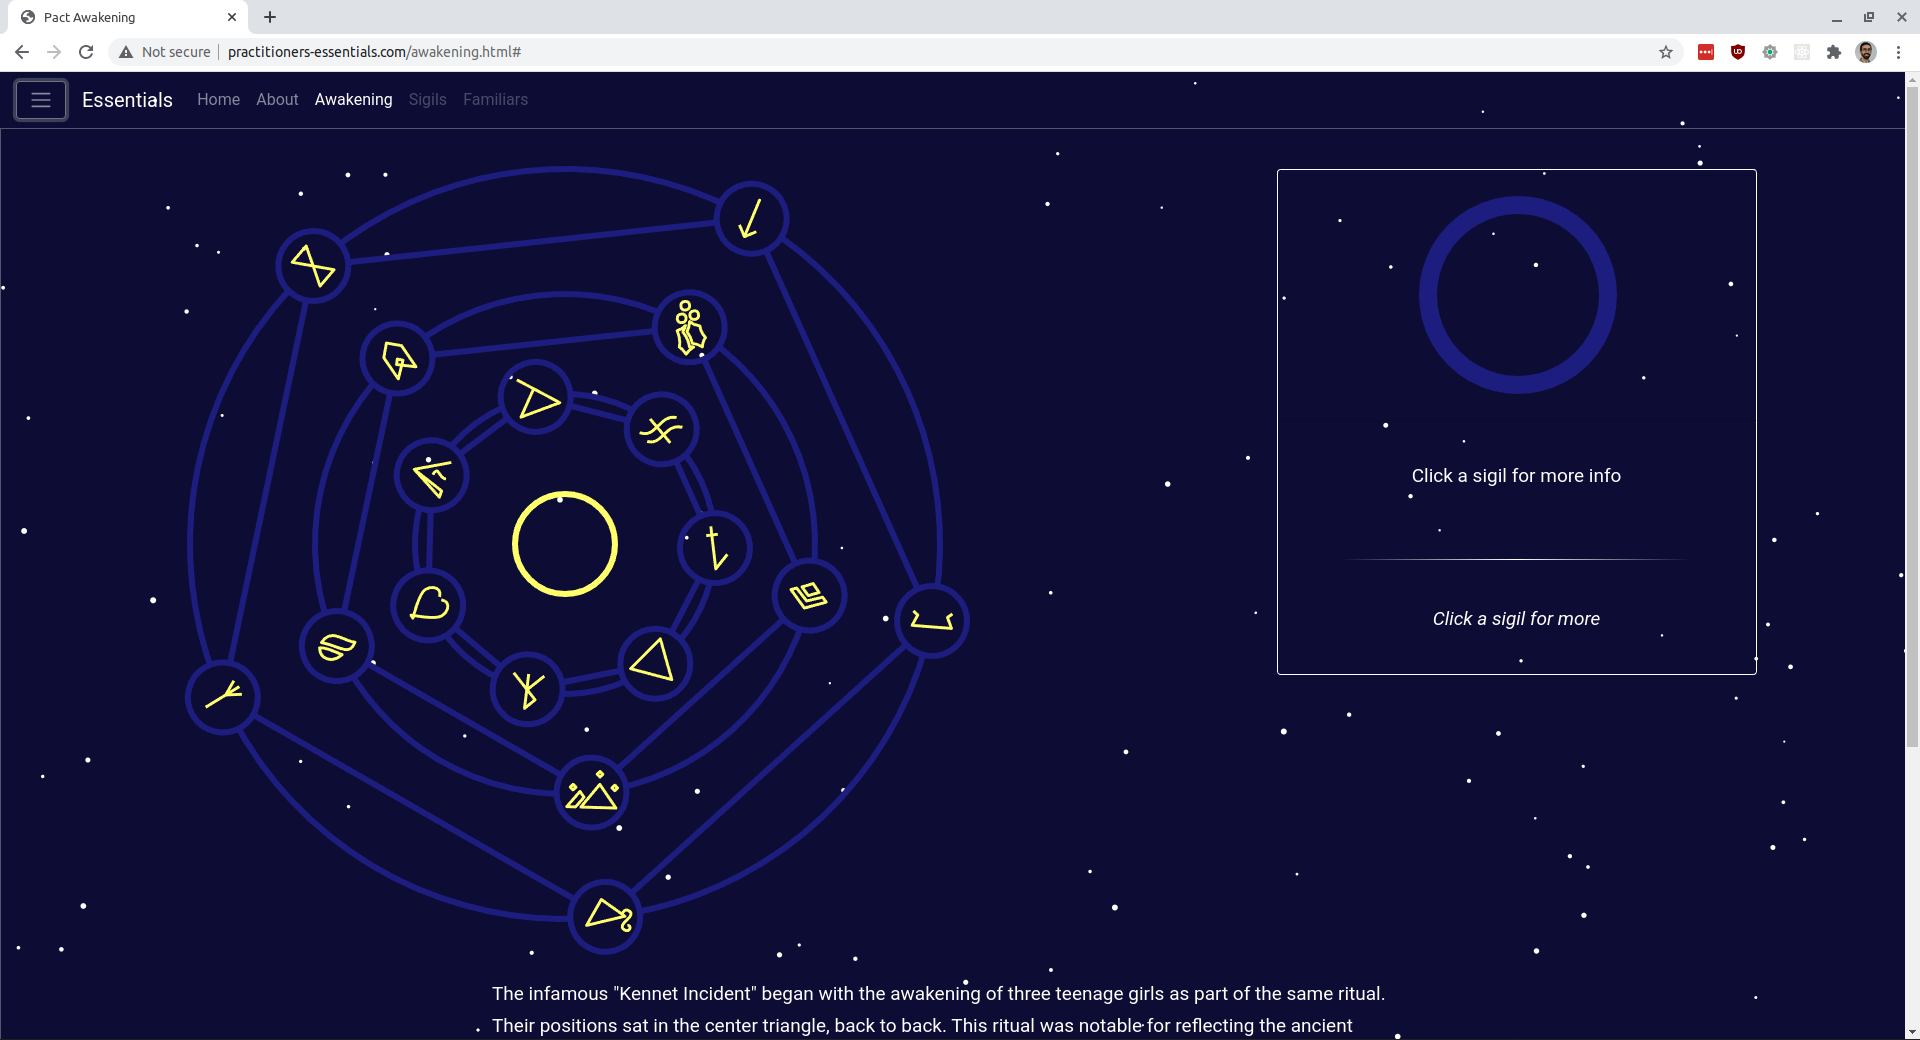 Pact Awakening
Not secure practitioners-essentials.com/awakening.html#
Essentials Home About Awakening Sigils Familiars
Click a sigil for more info
Click a sigil for more
The infamous "Kennet Incident" began with the awakening of three teenage girls as part of the same ritual.
Their positions sat in the center triangle, back to back. This ritual was notable for reflecting the ancient